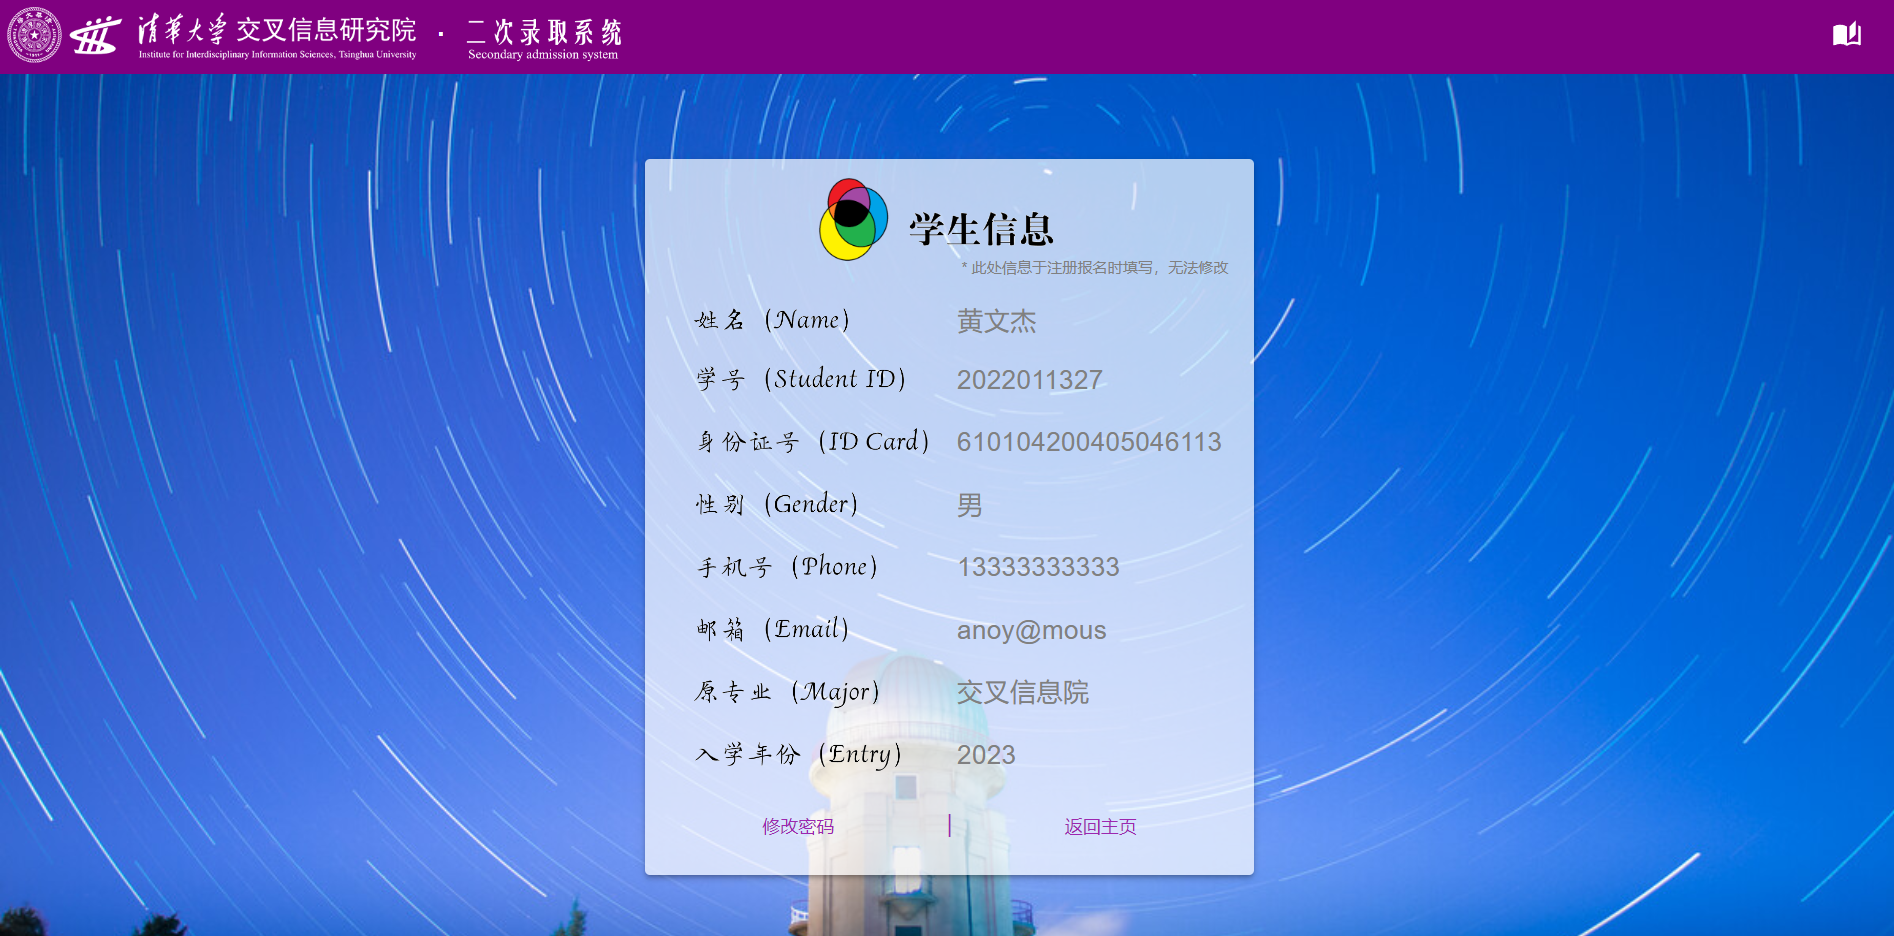 清华大学 交叉信息研究院 · 二次录取系统
Institute for Interdisciplinary Information Sciences, Tsinghua University
Secondary admission system
学生信息
* 此处信息于注册报名时填写，无法修改
姓名（Name） 黄文杰
学号（Student ID） 2022011327
身份证号（ID Card） 610104200405046113
性别（Gender） 男
手机号（Phone） 13333333333
邮箱（Email） anoy@mous
原专业（Major） 交叉信息院
入学年份（Entry） 2023
修改密码 | 返回主页